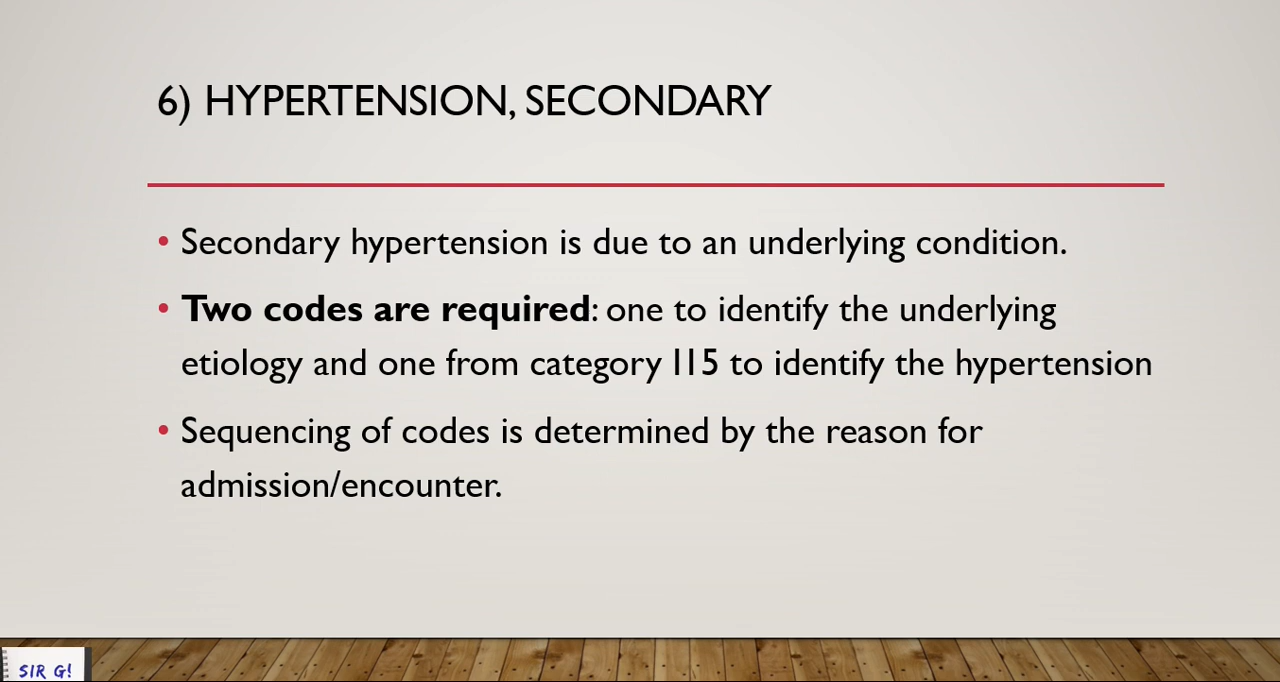 6) HYPERTENSION, SECONDARY
• Secondary hypertension is due to an underlying condition.
• Two codes are required: one to identify the underlying
etiology and one from category I15 to identify the hypertension
• Sequencing of codes is determined by the reason for
admission/encounter.
SIR G!